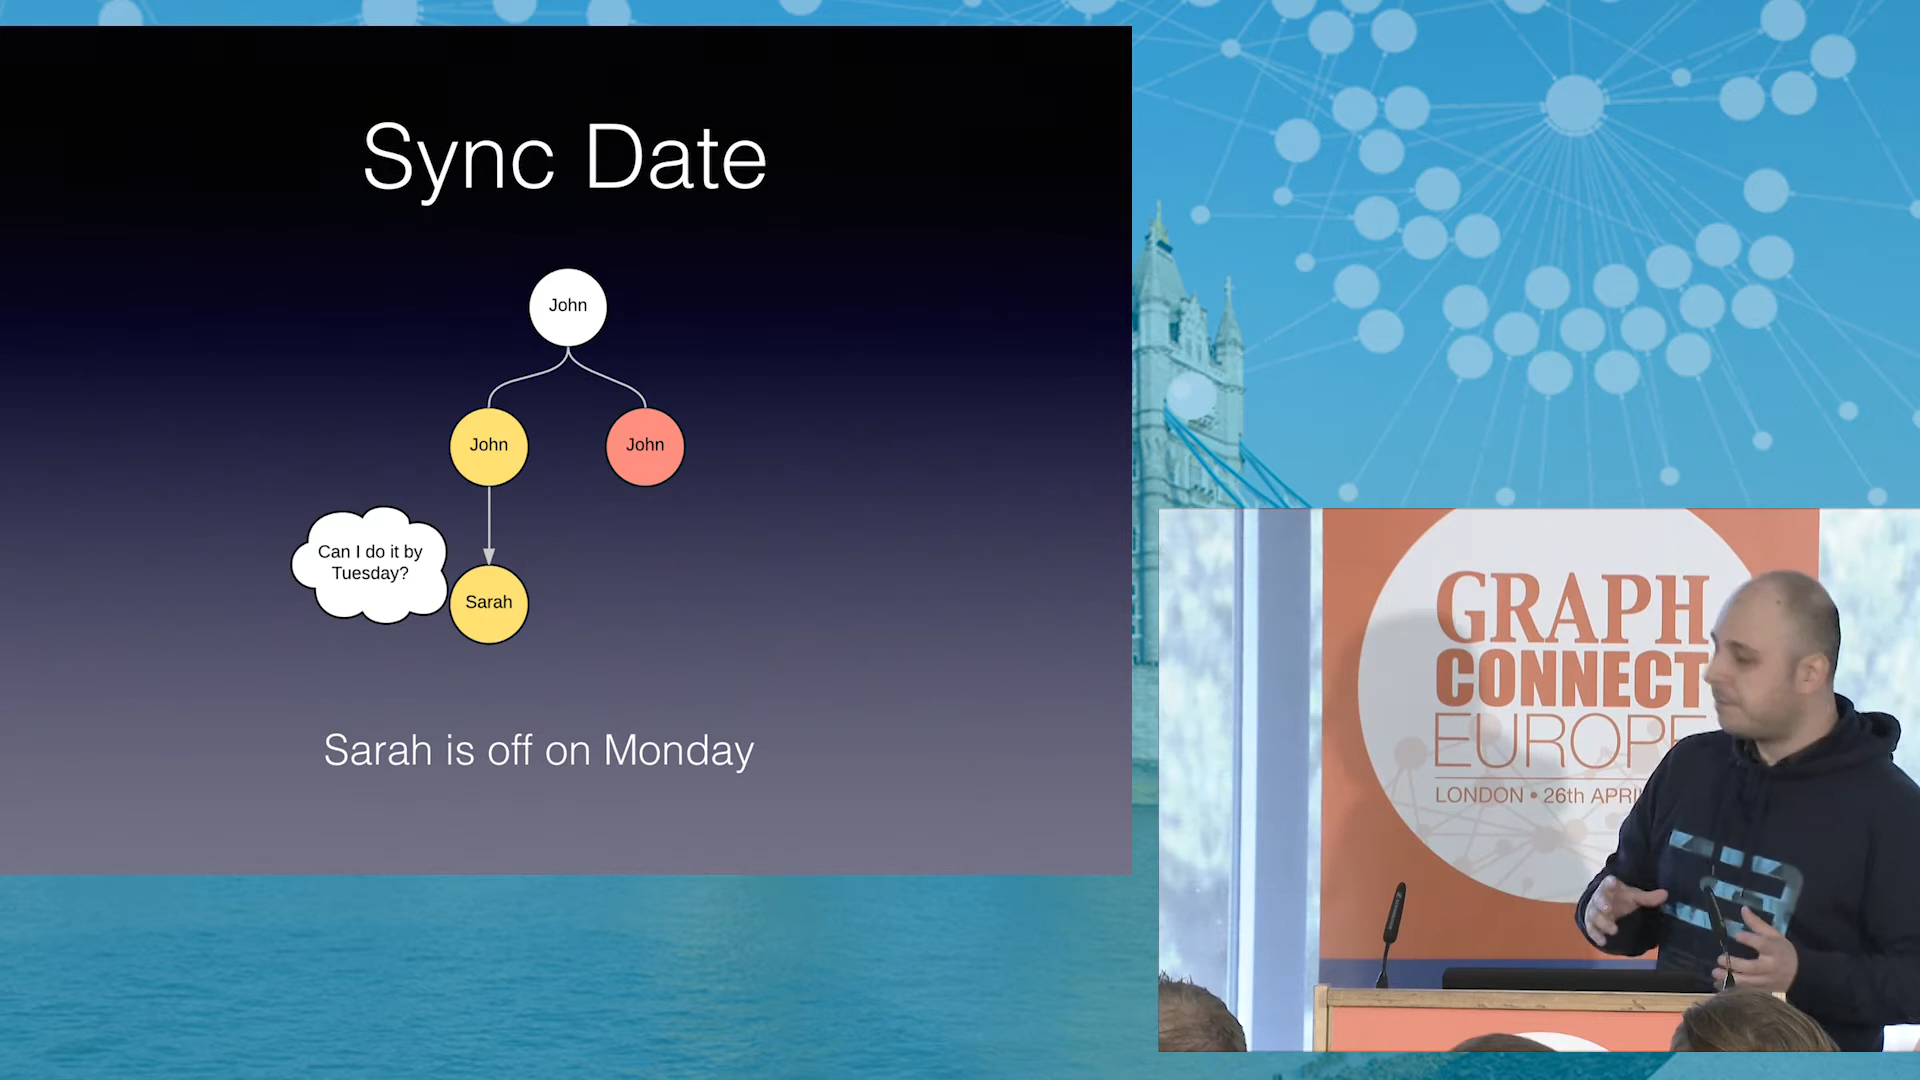 Sync Date
John
John
John
Can I do it by
Tuesday?
Sarah
Sarah is off on Monday
GRAPH
CONNECT
EUROPE
LONDON • 26th APRIL